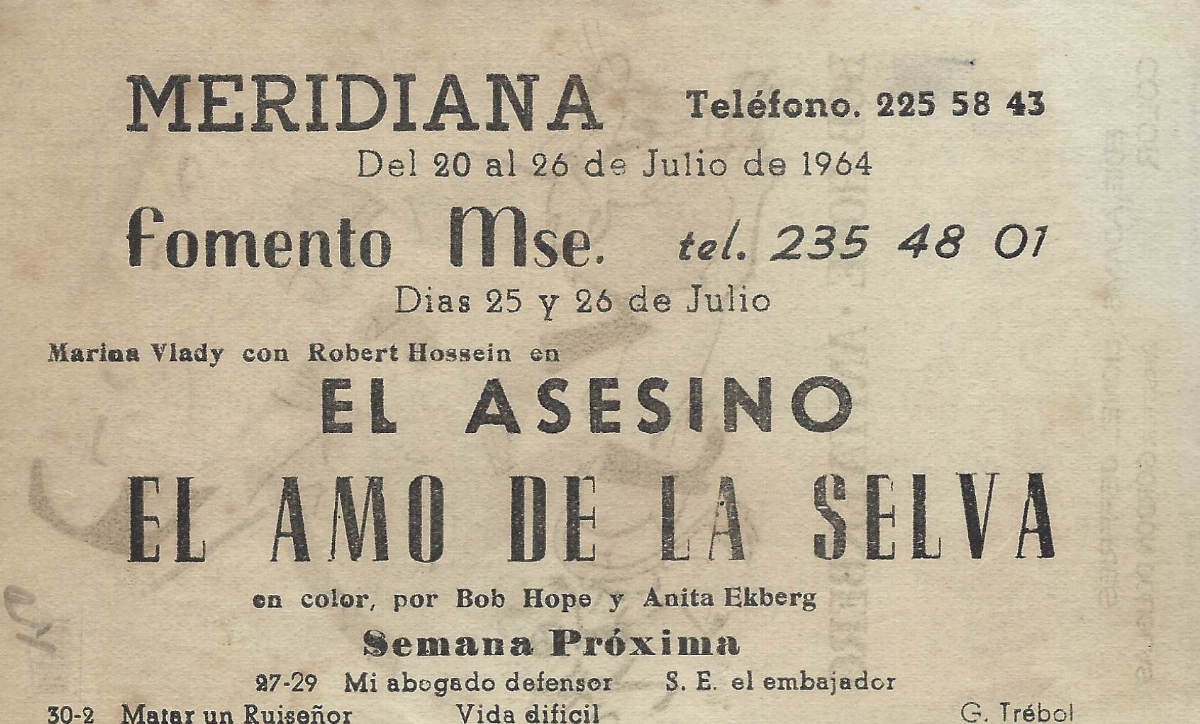 MERIDIANA Teléfono. 225 58 43
Del 20 al 26 de Julio de 1964
fomento Mse. tel. 235 48 01
Dias 25 y 26 de Julio
Marina Vlady con Robert Hossein en
EL ASESINO
EL AMO DE LA SELVA
en color, por Bob Hope y Anita Ekberg
Semana Próxima
27-29 Mi abogado defensor S. E. el embajador
30-2 Matar un Ruiseñor Vida dificil G. Trébol